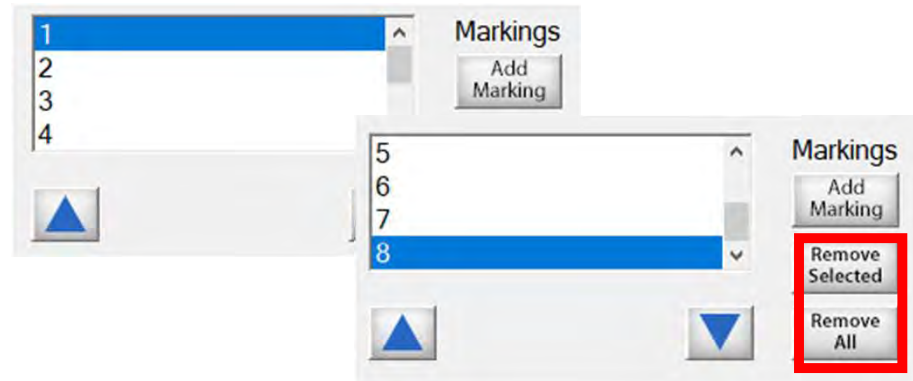 1
2
3
4
Markings
Add
Marking
5
6
7
8
Markings
Add
Marking
Remove
Selected
Remove
All